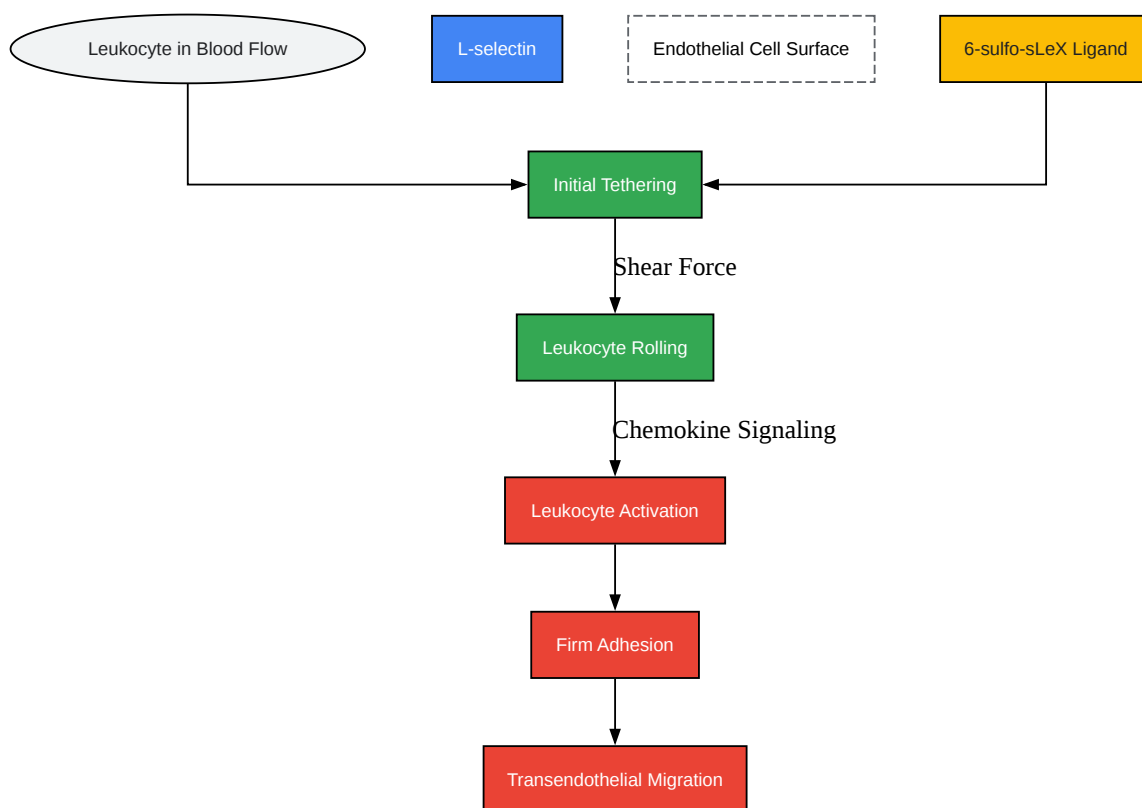 Leukocyte in Blood Flow
L-selectin
Endothelial Cell Surface
6-sulfo-sLeX Ligand
Initial Tethering
Shear Force
Leukocyte Rolling
Chemokine Signaling
Leukocyte Activation
Firm Adhesion
Transendothelial Migration